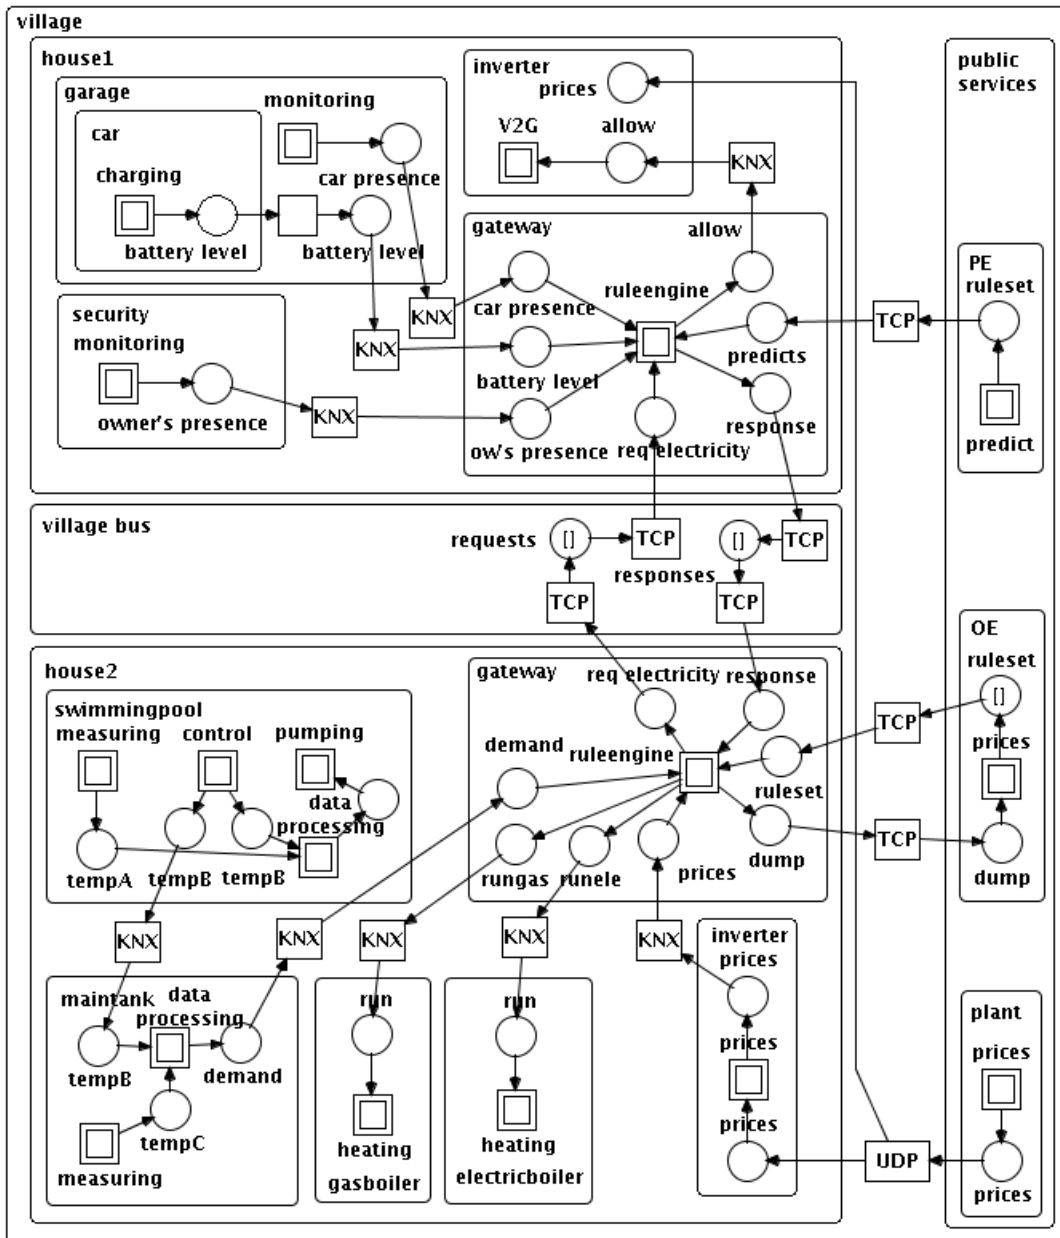 village
house1
garage
car
charging
battery level
monitoring
car presence
battery level
KNX
KNX
security
monitoring
owner's presence
KNX
inverter
prices
V2G
allow
KNX
gateway
allow
car presence
ruleengine
predicts
battery level
response
ow's presence
req electricity
public
services
PE
ruleset
TCP
predict
village bus
requests
[]
TCP
responses
[]
TCP
TCP
TCP
house2
swimmingpool
measuring
control
pumping
data
processing
tempA
tempB
tempB
gateway
req electricity
response
demand
ruleengine
ruleset
rungas
runele
prices
dump
TCP
TCP
OE
ruleset
[]
prices
dump
KNX
KNX
KNX
KNX
KNX
maintank
data
processing
tempB
demand
tempC
measuring
run
heating
gasboiler
run
heating
electricboiler
inverter
prices
prices
prices
UDP
plant
prices
prices